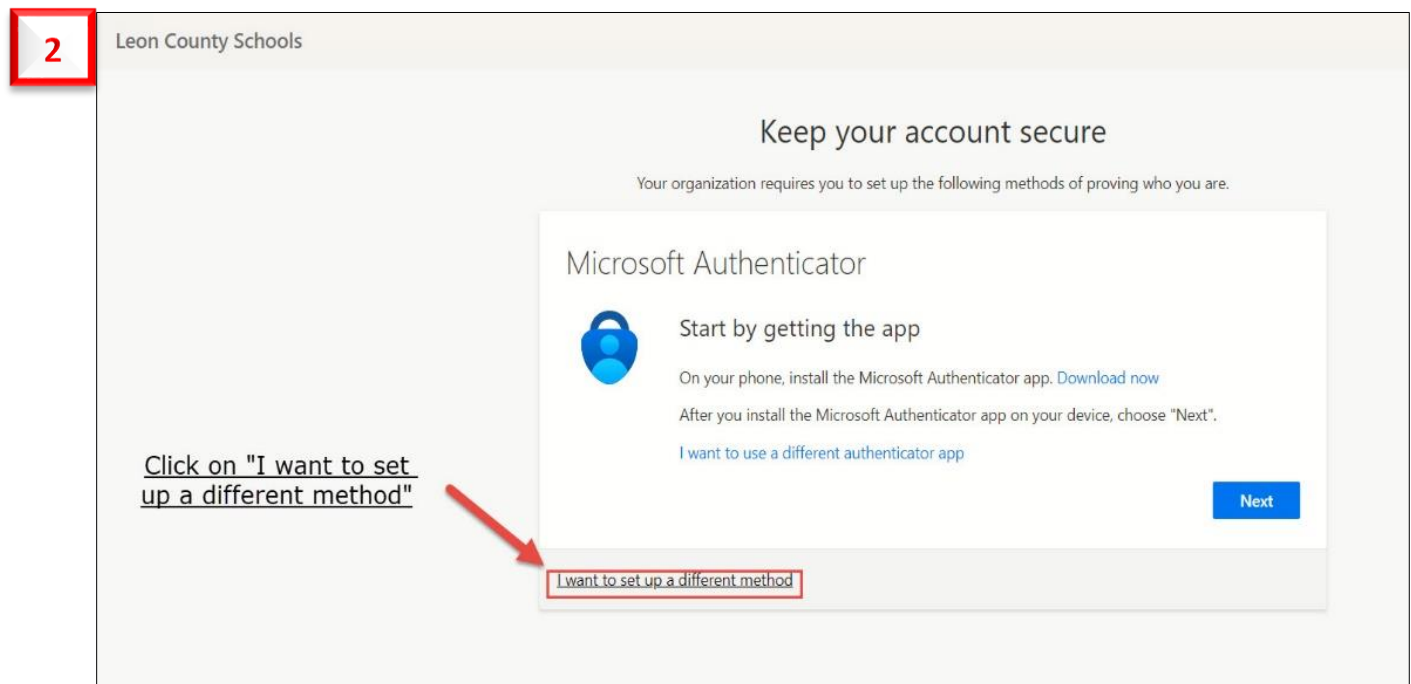 2
Leon County Schools
Keep your account secure
Your organization requires you to set up the following methods of proving who you are.
Microsoft Authenticator
Start by getting the app
On your phone, install the Microsoft Authenticator app. Download now
After you install the Microsoft Authenticator app on your device, choose "Next".
I want to use a different authenticator app
Next
Click on "I want to set
up a different method"
I want to set up a different method